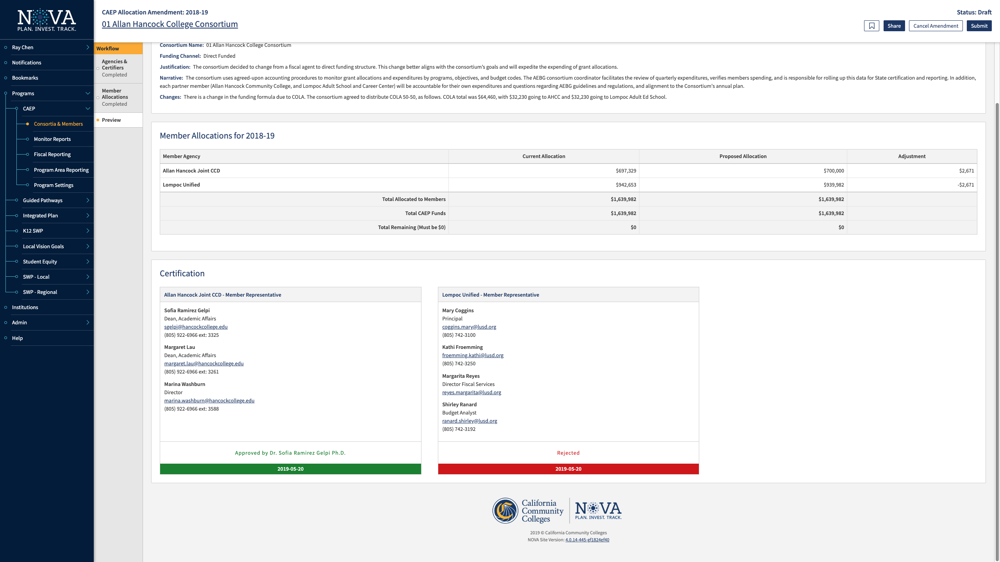 NOVA
PLAN. INVEST. TRACK.
Ray Chen
Notifications
Bookmarks
Programs
CAEP
Consortia & Members
Monitor Reports
Fiscal Reporting
Program Area Reporting
Program Settings
Guided Pathways
Integrated Plan
K12 SWP
Local Vision Goals
Student Equity
SWP - Local
SWP - Regional
Institutions
Admin
Help
CAEP Allocation Amendment: 2018-19
01 Allan Hancock College Consortium
Status: Draft
Share
Cancel Amendment
Submit
Workflow
Agencies &
Certifiers
Completed
Member
Allocations
Completed
Preview
Consortium Name: 01 Allan Hancock College Consortium
Funding Channel: Direct Funded
Justification: The consortium decided to change from a fiscal agent to direct funding structure. This change better aligns with the consortium's goals and will expedite the expending of grant allocations.
Narrative: The consortium uses agreed-upon accounting procedures to monitor grant allocations and expenditures by programs, objectives, and budget codes. The AEBG consortium coordinator facilitates the review of quarterly expenditures, verifies members spending, and is responsible for rolling up this data for State certification and reporting. In addition,
each partner member (Allan Hancock Community College, and Lompoc Adult School and Career Center) will be accountable for their own expenditures and questions regarding AEBG guidelines and regulations, and alignment to the Consortium's annual plan.
Changes: There is a change in the funding formula due to COLA. The consortium agreed to distribute COLA 50-50, as follows. COLA total was $64,460, with $32,230 going to AHCC and $32,230 going to Lompoc Adult Ed School.
Member Allocations for 2018-19
Member Agency Current Allocation Proposed Allocation Adjustment
Allan Hancock Joint CCD $697,329 $700,000 $2,671
Lompoc Unified $942,653 $939,982 -$2,671
Total Allocated to Members $1,639,982 $1,639,982
Total CAEP Funds $1,639,982 $1,639,982
Total Remaining (Must be $0) $0 $0
Certification
Allan Hancock Joint CCD - Member Representative
Sofia Ramirez Gelpi
Dean, Academic Affairs
sgelpi@hancockcollege.edu
(805) 922-6966 ext: 3325
Margaret Lau
Dean, Academic Affairs
margaret.lau@hancockcollege.edu
(805) 922-6966 ext: 3261
Marina Washburn
Director
marina.washburn@hancockcollege.edu
(805) 922-6966 ext: 3588
Approved by Dr. Sofia Ramirez Gelpi Ph.D.
2019-05-20
Lompoc Unified - Member Representative
Mary Coggins
Principal
coggins.mary@lusd.org
(805) 742-3100
Kathi Froemming
froemming.kathi@lusd.org
(805) 742-3250
Margarita Reyes
Director Fiscal Services
reyes.margarita@lusd.org
Shirley Ranard
Budget Analyst
ranard.shirley@lusd.org
(805) 742-3192
Rejected
2019-05-20
California
Community
Colleges
NOVA
PLAN. INVEST. TRACK.
2019 © California Community Colleges
NOVA Site Version: 4.0.14-445-gf1824ef40